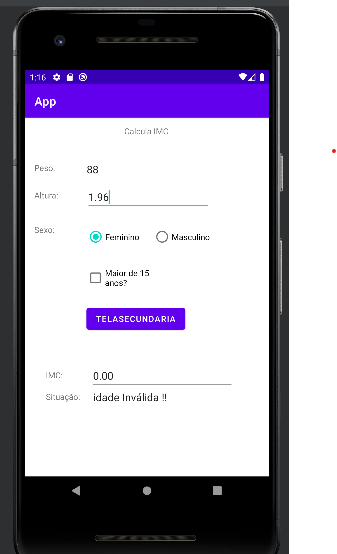 1:16
App
Calcula IMC
Peso:
88
Altura:
1.96
Sexo:
Feminino
Masculino
Maior de 15
anos?
TELASECUNDARIA
IMC:
0.00
Situação:
idade Inválida !!